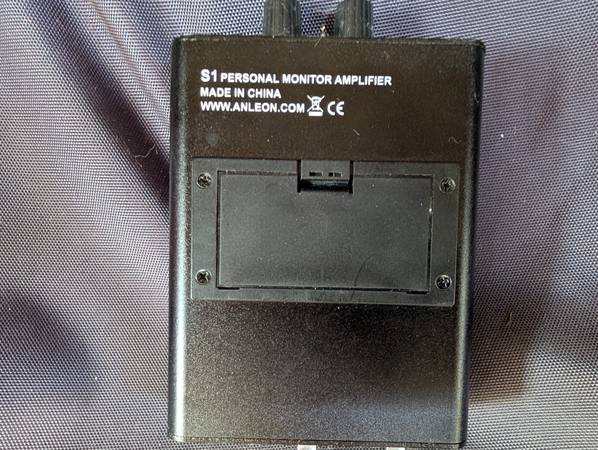 S1 PERSONAL MONITOR AMPLIFIER
MADE IN CHINA
WWW.ANLEON.COM CE